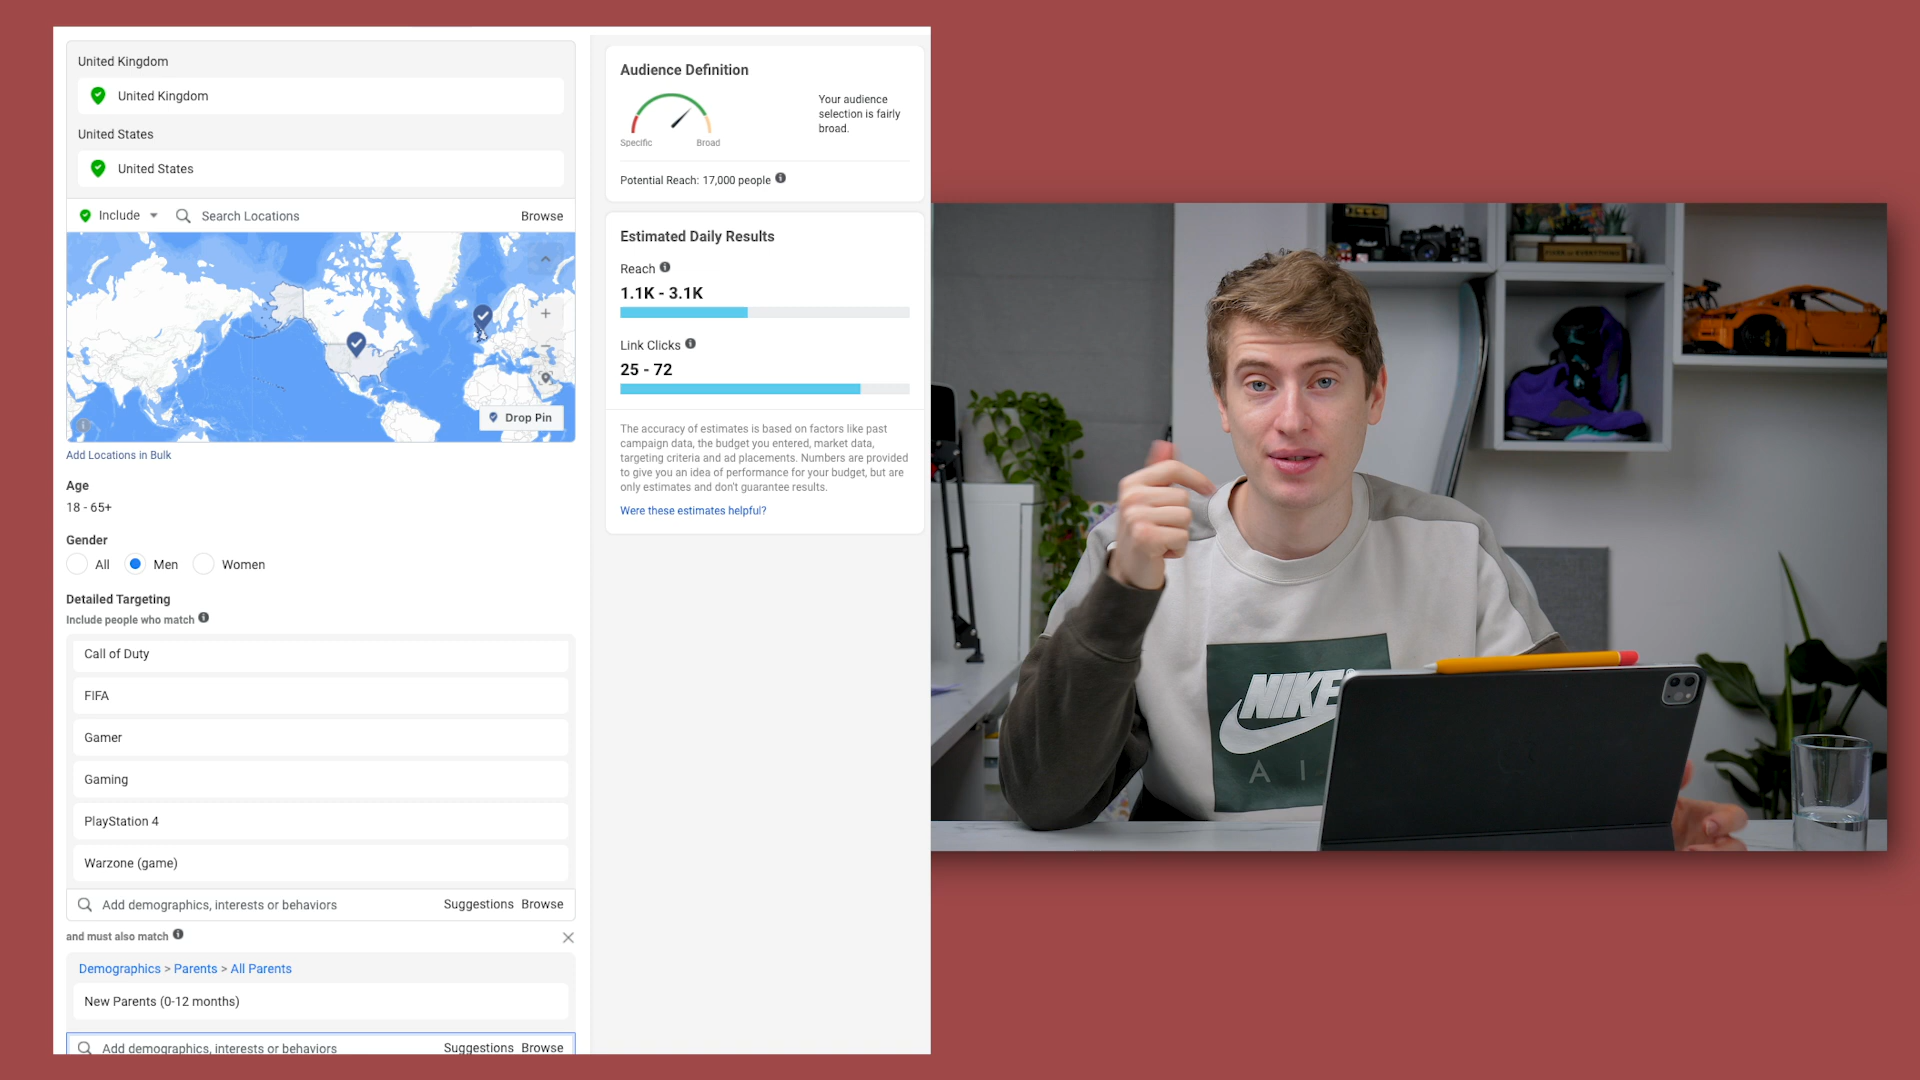 United Kingdom
United Kingdom
United States
United States
Include
Search Locations
Browse
Drop Pin
Add Locations in Bulk
Age
18 - 65+
Gender
All
Men
Women
Detailed Targeting
Include people who match
Call of Duty
FIFA
Gamer
Gaming
PlayStation 4
Warzone (game)
Add demographics, interests or behaviors
Suggestions
Browse
and must also match
Demographics > Parents > All Parents
New Parents (0-12 months)
Add demographics, interests or behaviors
Suggestions
Browse
Audience Definition
Specific
Broad
Your audience
selection is fairly
broad.
Potential Reach: 17,000 people
Estimated Daily Results
Reach
1.1K - 3.1K
Link Clicks
25 - 72
The accuracy of estimates is based on factors like past
campaign data, the budget you entered, market data,
targeting criteria and ad placements. Numbers are provided
to give you an idea of performance for your budget, but are
only estimates and don't guarantee results.
Were these estimates helpful?
NIKE
A I